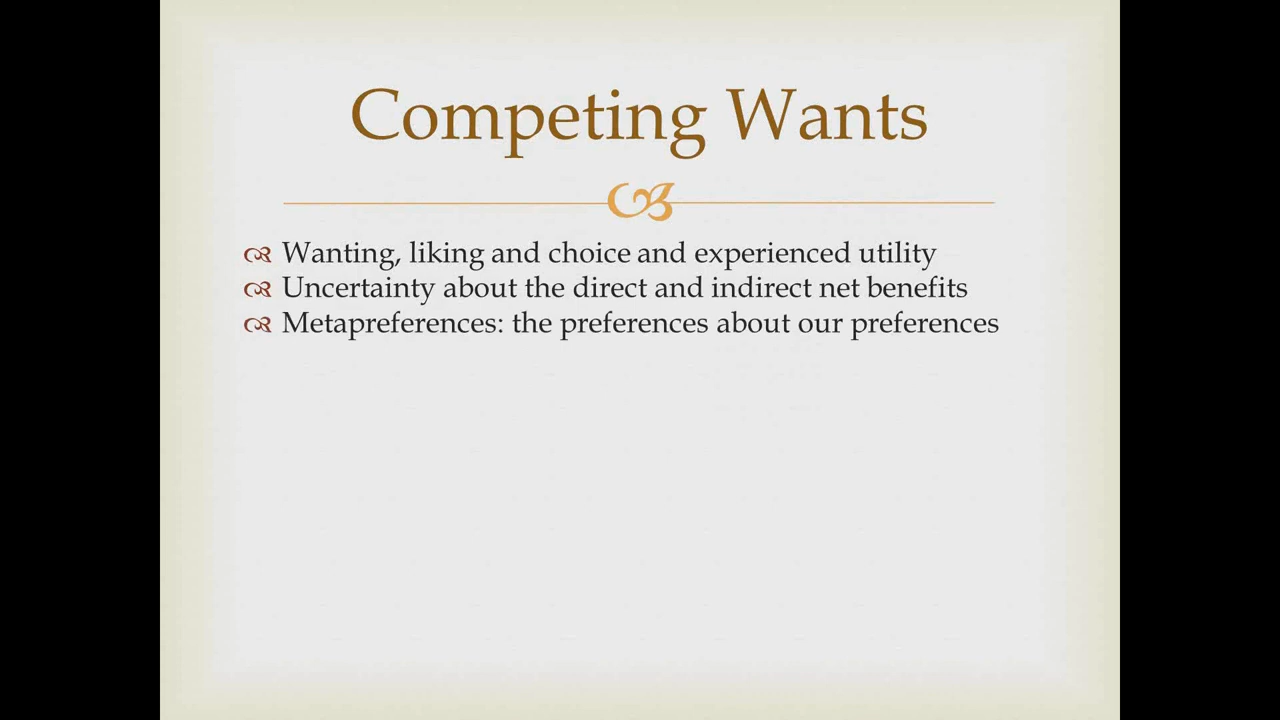 Competing Wants
Wanting, liking and choice and experienced utility
Uncertainty about the direct and indirect net benefits
Metapreferences: the preferences about our preferences